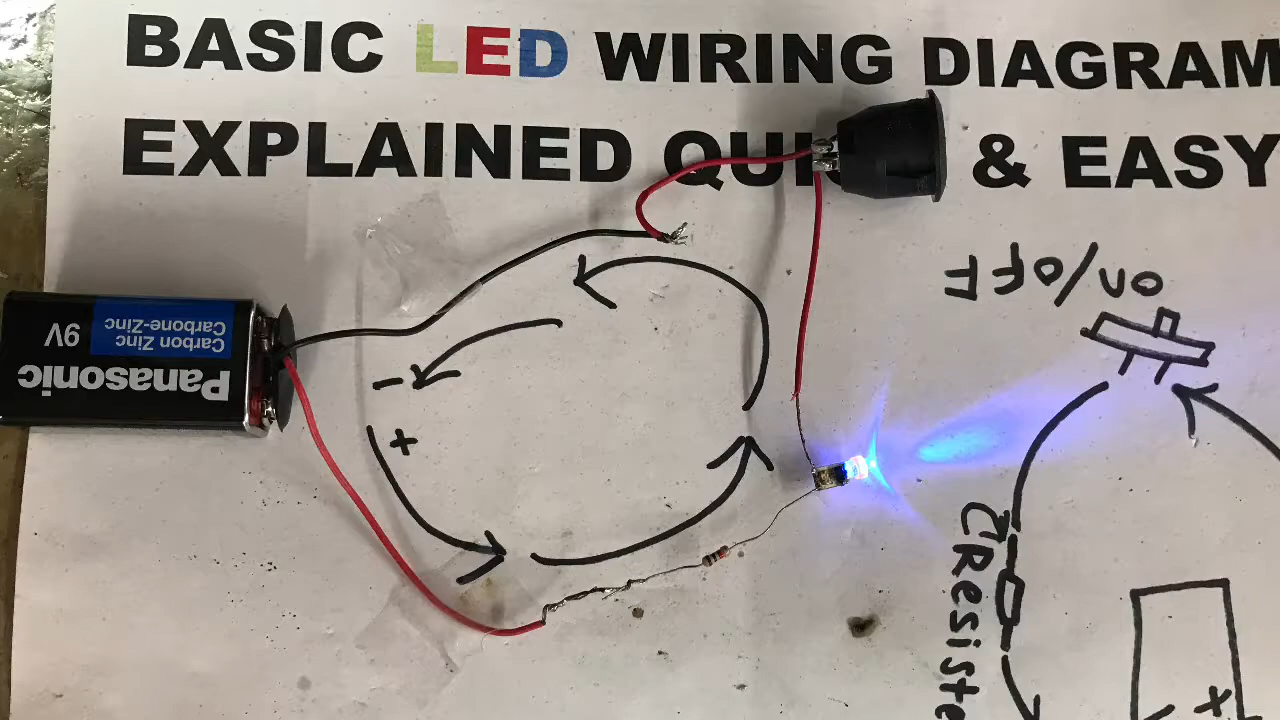 BASIC LED WIRING DIAGRAM
EXPLAINED & EASY
on/off
Panasonic
Carbon Zinc
Carbone-Zinc
9V
-
+
+